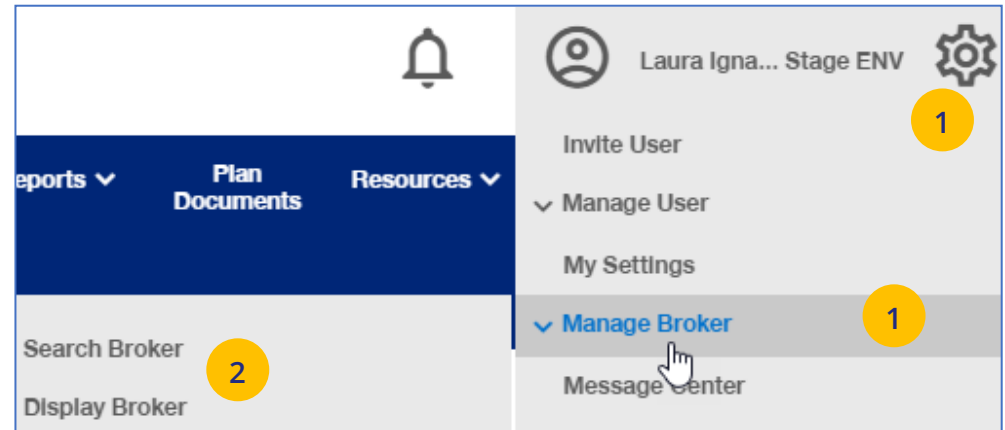 Laura Igna... Stage ENV
1
Invite User
eports
Plan
Documents
Resources
Manage User
My Settings
Manage Broker
1
Search Broker
2
Display Broker
Message Center